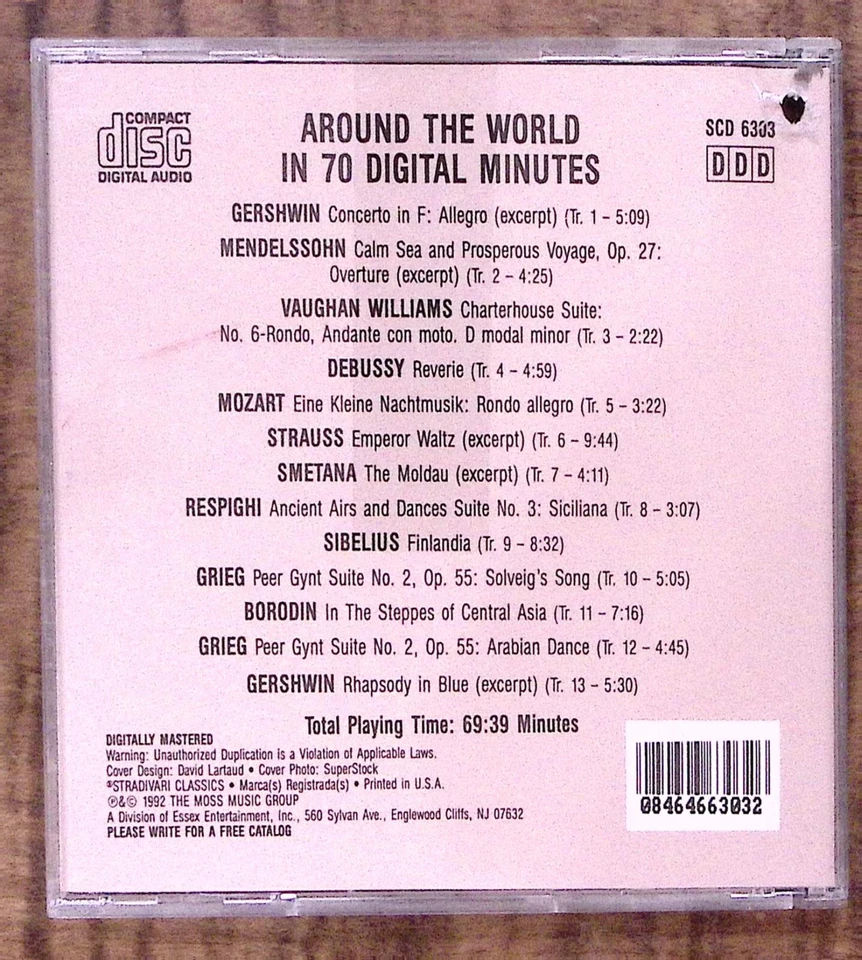 COMPACT
disc
DIGITAL AUDIO
AROUND THE WORLD
IN 70 DIGITAL MINUTES
SCD 6303
DDD
GERSHWIN Concerto in F: Allegro (excerpt) (Tr. 1 – 5:09)
MENDELSSOHN Calm Sea and Prosperous Voyage, Op. 27:
Overture (excerpt) (Tr. 2 – 4:25)
VAUGHAN WILLIAMS Charterhouse Suite:
No. 6-Rondo, Andante con moto. D modal minor (Tr. 3 – 2:22)
DEBUSSY Reverie (Tr. 4 – 4:59)
MOZART Eine Kleine Nachtmusik: Rondo allegro (Tr. 5 – 3:22)
STRAUSS Emperor Waltz (excerpt) (Tr. 6 – 9:44)
SMETANA The Moldau (excerpt) (Tr. 7 – 4:11)
RESPIGHI Ancient Airs and Dances Suite No. 3: Siciliana (Tr. 8 – 3:07)
SIBELIUS Finlandia (Tr. 9 – 8:32)
GRIEG Peer Gynt Suite No. 2, Op. 55: Solveig's Song (Tr. 10 – 5:05)
BORODIN In The Steppes of Central Asia (Tr. 11 – 7:16)
GRIEG Peer Gynt Suite No. 2, Op. 55: Arabian Dance (Tr. 12 – 4:45)
GERSHWIN Rhapsody in Blue (excerpt) (Tr. 13 – 5:30)
Total Playing Time: 69:39 Minutes
DIGITALLY MASTERED
Warning: Unauthorized Duplication is a Violation of Applicable Laws.
Cover Design: David Lartaud • Cover Photo: SuperStock
®STRADIVARI CLASSICS • Marca(s) Registrada(s) • Printed in U.S.A.
℗&© 1992 THE MOSS MUSIC GROUP
A Division of Essex Entertainment, Inc., 560 Sylvan Ave., Englewood Cliffs, NJ 07632
PLEASE WRITE FOR A FREE CATALOG
08464663032